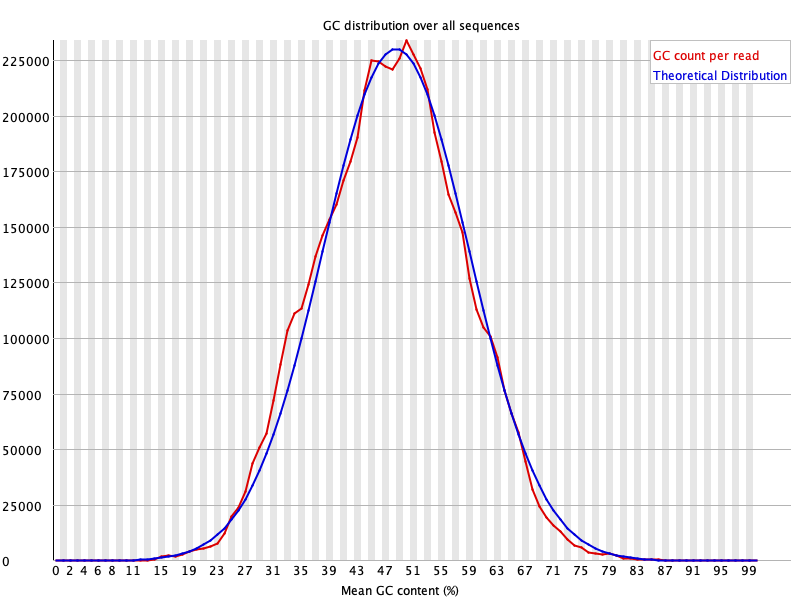 GC distribution over all sequences
GC count per read
Theoretical Distribution
225000
200000
175000
150000
125000
100000
75000
50000
25000
0
0 2 4 6 8 11 15 19 23 27 31 35 39 43 47 51 55 59 63 67 71 75 79 83 87 91 95 99
Mean GC content (%)